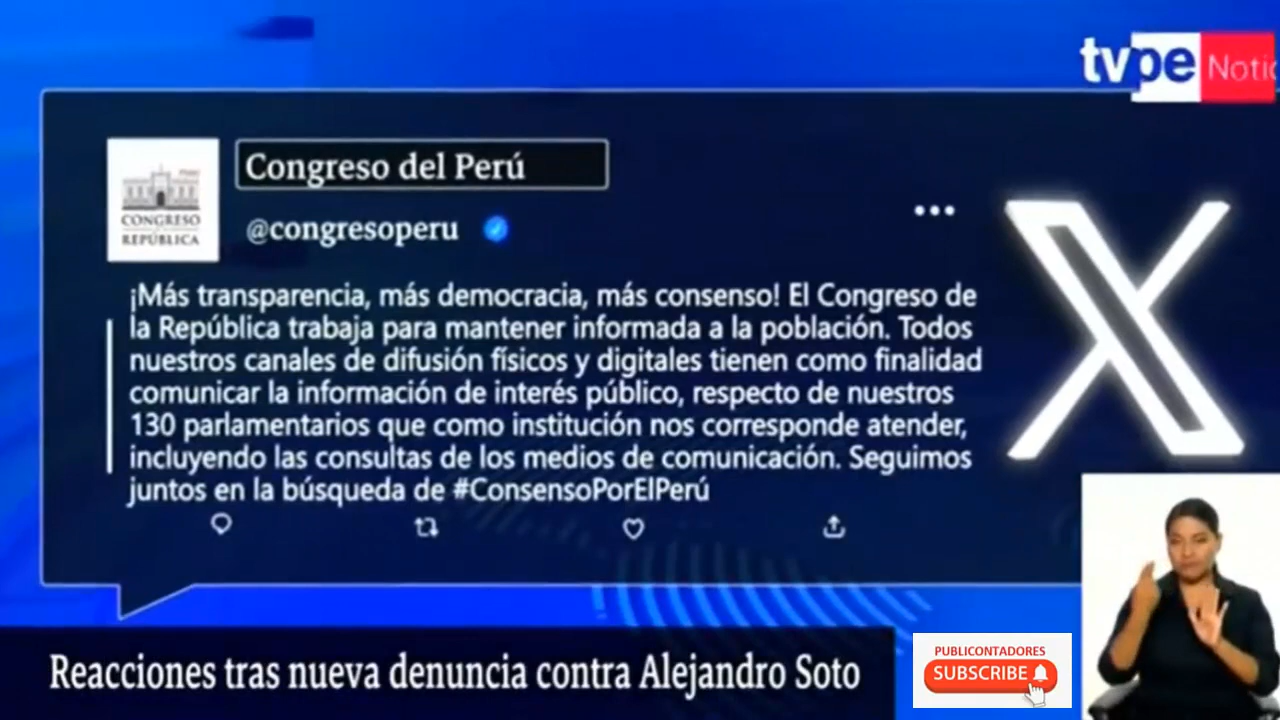 tvpe Notic
Congreso del Perú
CONGRESO
REPÚBLICA
@congresoperu
¡Más transparencia, más democracia, más consenso! El Congreso de
la República trabaja para mantener informada a la población. Todos
nuestros canales de difusión físicos y digitales tienen como finalidad
comunicar la información de interés público, respecto de nuestros
130 parlamentarios que como institución nos corresponde atender,
incluyendo las consultas de los medios de comunicación. Seguimos
juntos en la búsqueda de #ConsensoPorElPerú
X
Reacciones tras nueva denuncia contra Alejandro Soto
PUBLICONTADORES
SUBSCRIBE